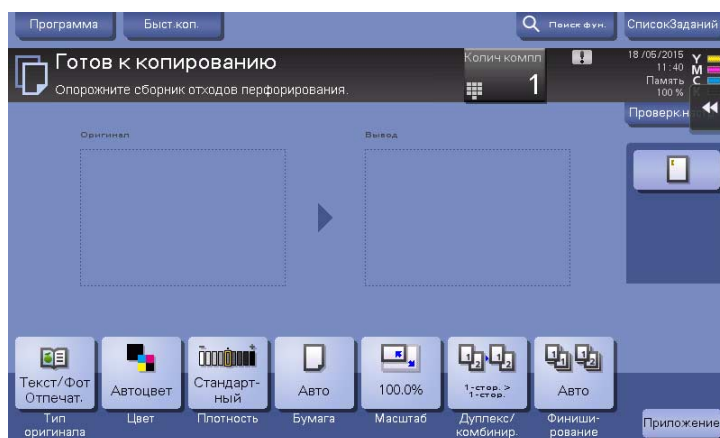 Программа
Быст.коп.
Поиск фун.
СписокЗаданий
Готов к копированию
Опорожните сборник отходов перфорирования.
Колич компл
1
18/05/2015
11:40
Память
100 %
Y
M
C
K
Проверк.н
Оригинал
Вывод
Текст/Фот
Отпечат.
Автоцвет
Стандарт-
ный
Авто
100.0%
1-стор. >
1-стор.
Авто
Тип
оригинала
Цвет
Плотность
Бумага
Масштаб
Дуплекс/
комбинир.
Финиши-
рование
Приложение